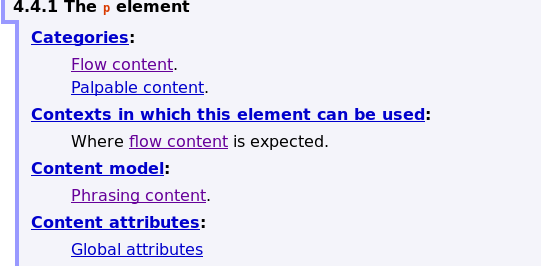 4.4.1 The p element
Categories:
Flow content.
Palpable content.
Contexts in which this element can be used:
Where flow content is expected.
Content model:
Phrasing content.
Content attributes:
Global attributes